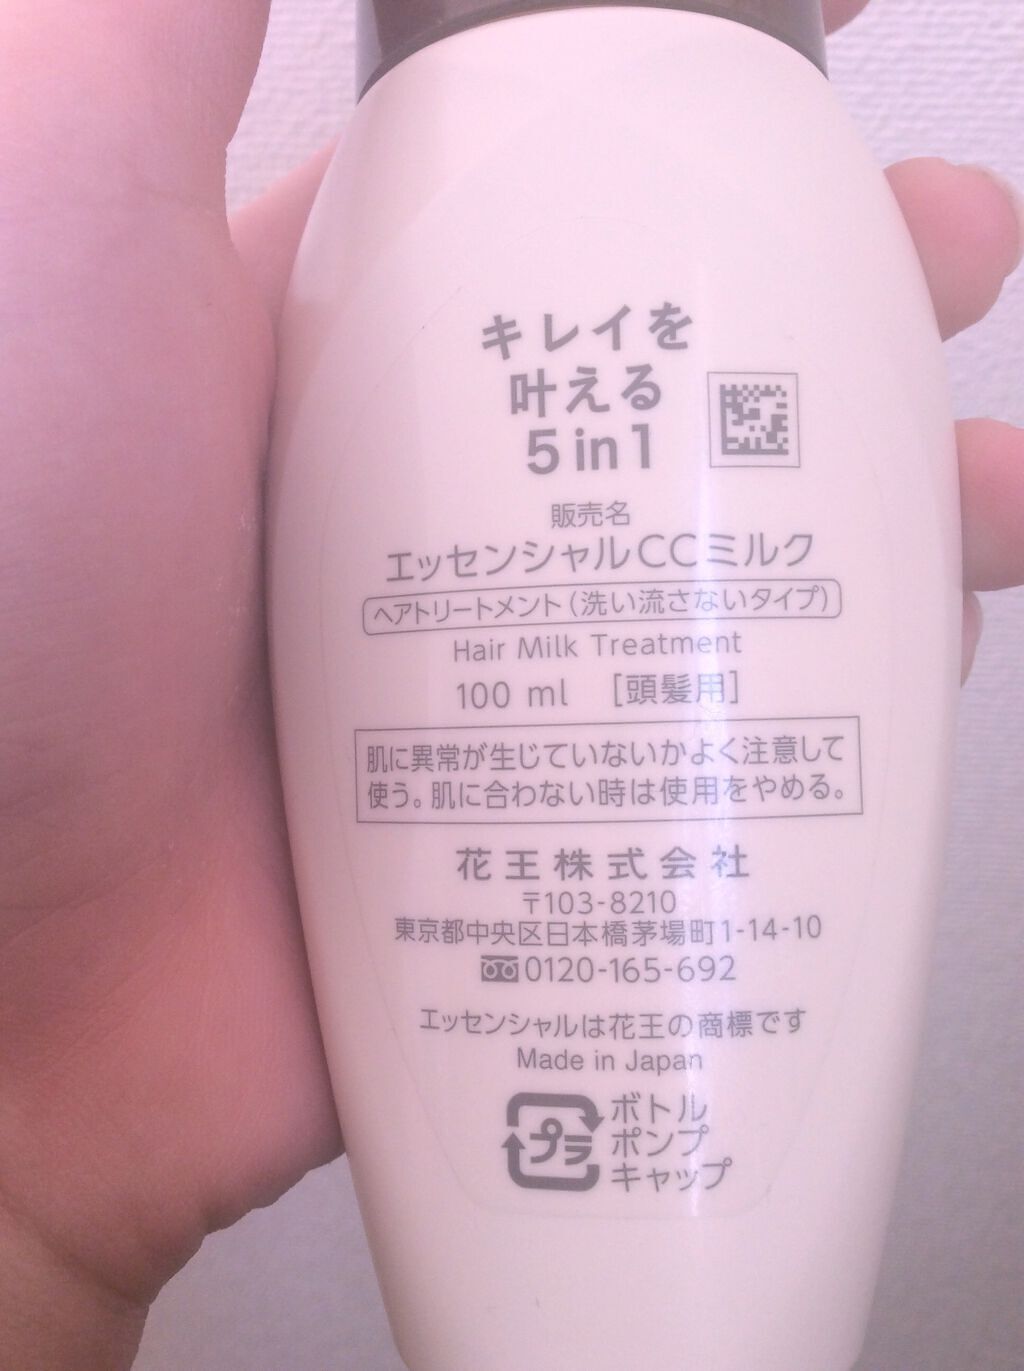 キレイを
叶える
5 in 1
販売名
エッセンシャルCCミルク
ヘアトリートメント(洗い流さないタイプ)
Hair Milk Treatment
100 ml [頭髪用]
肌に異常が生じていないかよく注意して
使う。肌に合わない時は使用をやめる。
花王株式会社
〒103-8210
東京都中央区日本橋茅場町1-14-10
0120-165-692
エッセンシャルは花王の商標です
Made in Japan
プラ
ボトル
ポンプ
キャップ